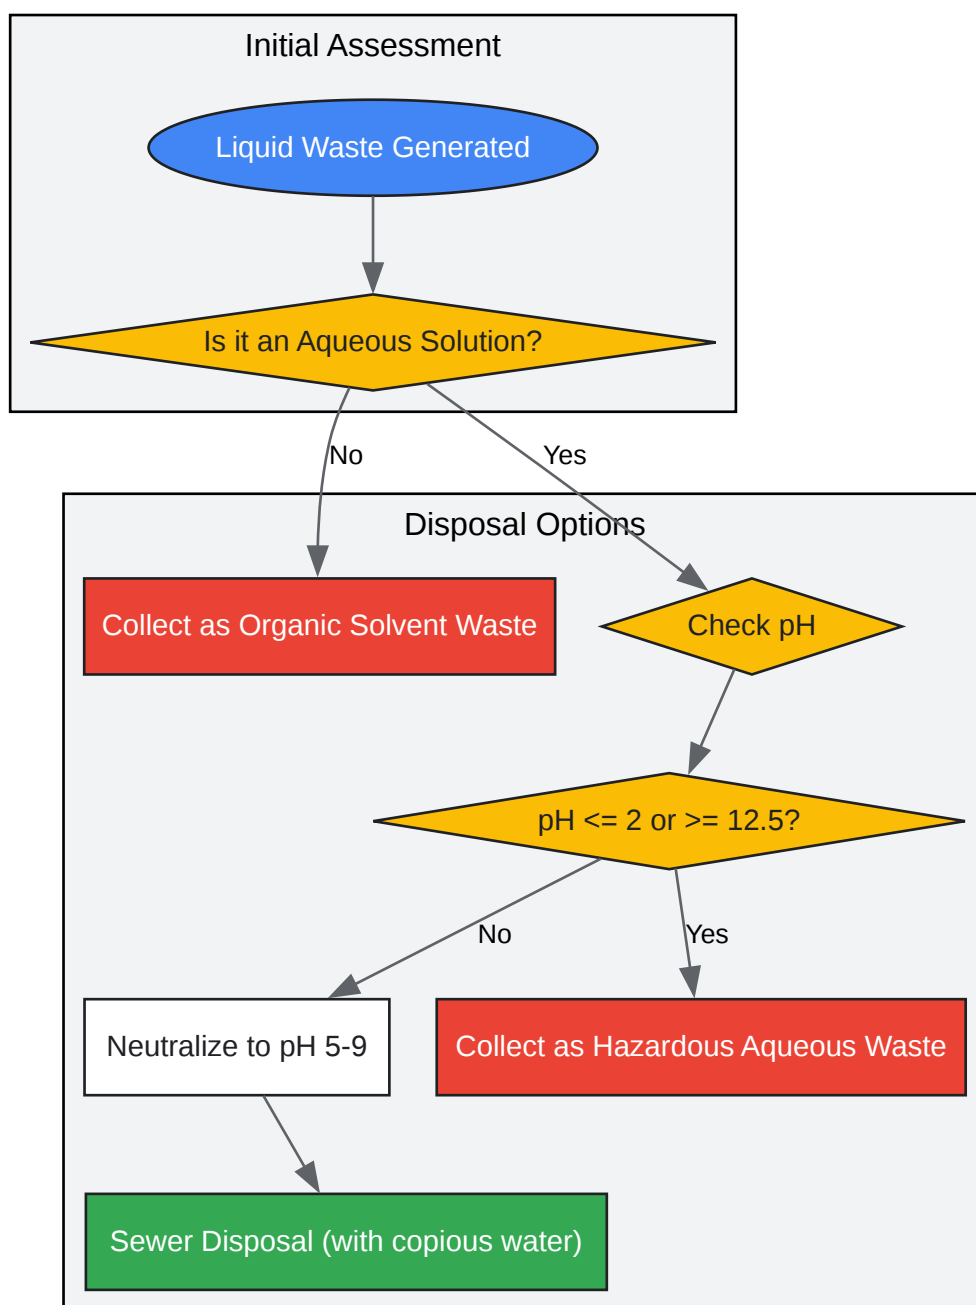 Initial Assessment
Liquid Waste Generated
Is it an Aqueous Solution?
No
Yes
Disposal Options
Collect as Organic Solvent Waste
Check pH
pH <= 2 or >= 12.5?
No
Yes
Neutralize to pH 5-9
Collect as Hazardous Aqueous Waste
Sewer Disposal (with copious water)